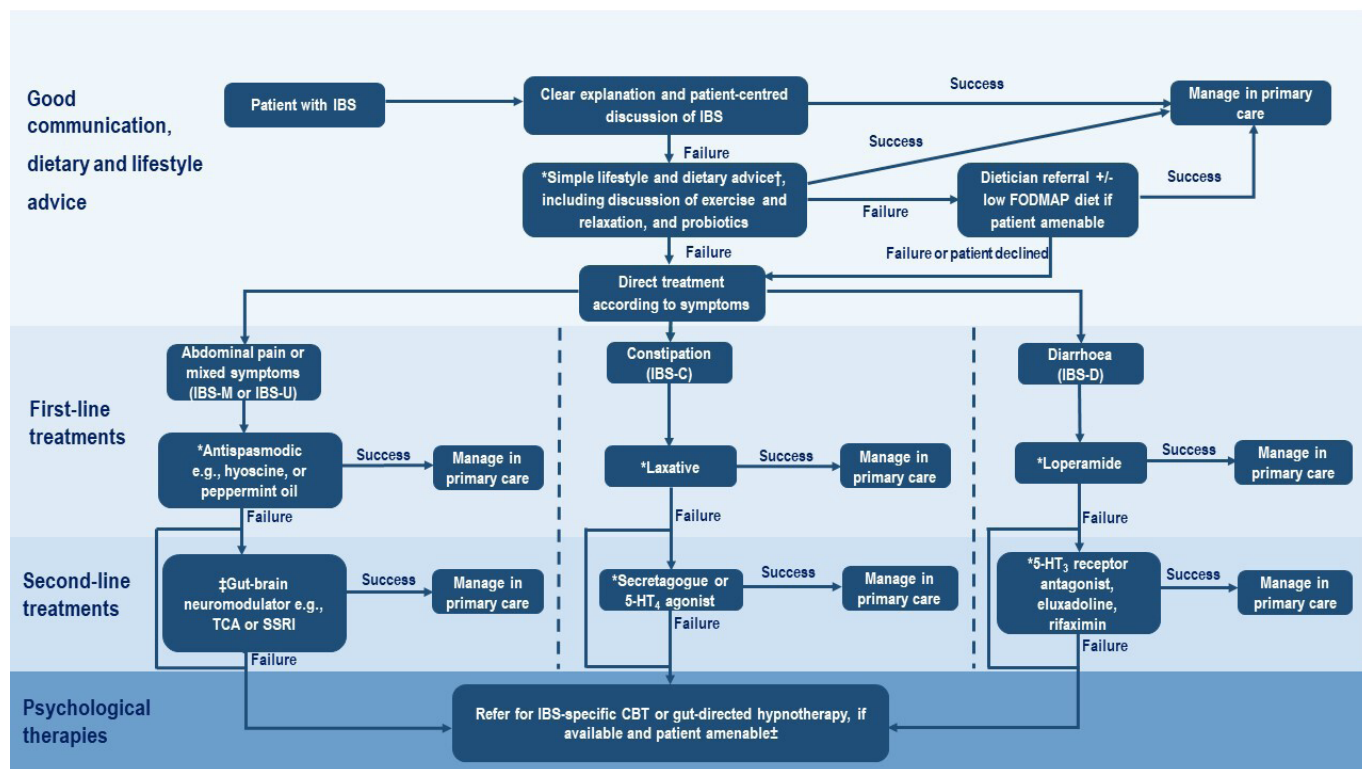 Good
communication,
dietary and lifestyle
advice
Patient with IBS
Clear explanation and patient-centred
discussion of IBS
Success
Manage in primary
care
Failure
Success
*Simple lifestyle and dietary advice†,
including discussion of exercise and
relaxation, and probiotics
Failure
Dietician referral +/-
low FODMAP diet if
patient amenable
Success
Failure
Failure or patient declined
Direct treatment
according to symptoms
First-line
treatments
Abdominal pain or
mixed symptoms
(IBS-M or IBS-U)
*Antispasmodic
e.g., hyoscine, or
peppermint oil
Success
Manage in
primary care
Failure
Constipation
(IBS-C)
*Laxative
Success
Manage in
primary care
Failure
Diarrhoea
(IBS-D)
*Loperamide
Success
Manage in
primary care
Failure
Second-line
treatments
‡Gut-brain
neuromodulator e.g.,
TCA or SSRI
Success
Manage in
primary care
Failure
*Secretagogue or
5-HT₄ agonist
Success
Manage in
primary care
Failure
*5-HT₃ receptor
antagonist,
eluxadoline,
rifaximin
Success
Manage in
primary care
Failure
Psychological
therapies
Refer for IBS-specific CBT or gut-directed hypnotherapy, if
available and patient amenable±